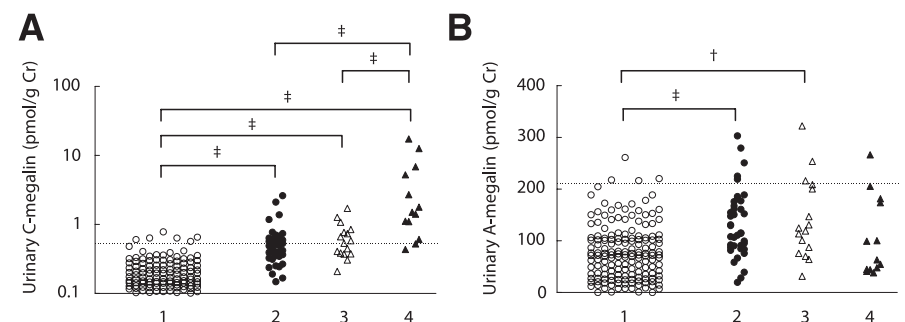 A
B
Urinary C-megalin (pmol/g Cr)
100
10
1
0.1
‡
‡
‡
‡
‡
1 2 3 4
Urinary A-megalin (pmol/g Cr)
400
300
200
100
0
†
‡
1 2 3 4